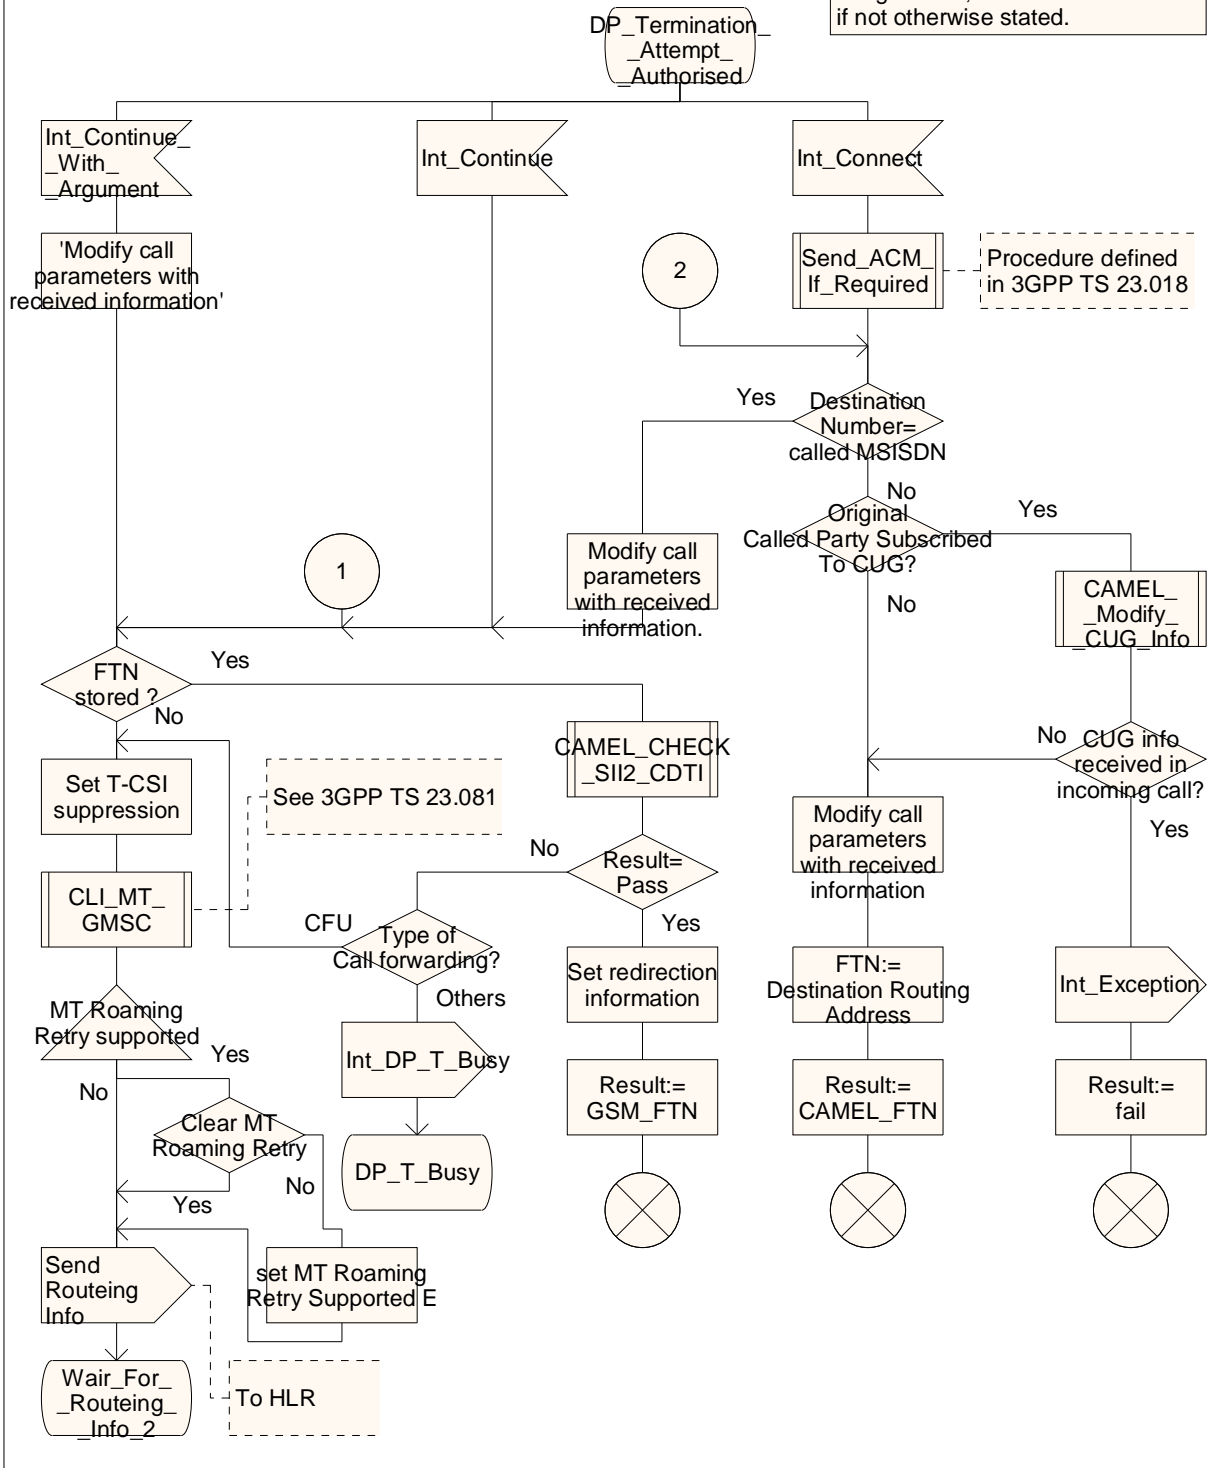 if not otherwise stated.
DP_Termination_
_Attempt_
_Authorised
Int_Continue_
_With_
_Argument
Int_Continue
Int_Connect
'Modify call
parameters with
received information'
2
Send_ACM_
If_Required
Procedure defined
in 3GPP TS 23.018
Yes
Destination
Number=
called MSISDN
No
Original
Called Party Subscribed
To CUG?
Yes
No
1
Modify call
parameters
with received
information.
CAMEL_
_Modify_
_CUG_Info
FTN
stored ?
Yes
No
CAMEL_CHECK
_SII2_CDTI
No
CUG info
received in
incoming call?
Yes
Set T-CSI
suppression
See 3GPP TS 23.081
Modify call
parameters
with received
information
No
Result=
Pass
Yes
CLI_MT_
GMSC
CFU
Type of
Call forwarding?
Others
Set redirection
information
FTN:=
Destination Routing
Address
Int_Exception
MT Roaming
Retry supported
Yes
No
Int_DP_T_Busy
Result:=
GSM_FTN
Result:=
CAMEL_FTN
Result:=
fail
Clear MT
Roaming Retry
No
Yes
DP_T_Busy
Send
Routeing
Info
set MT Roaming
Retry Supported E
Wair_For_
_Routeing_
_Info_2
To HLR